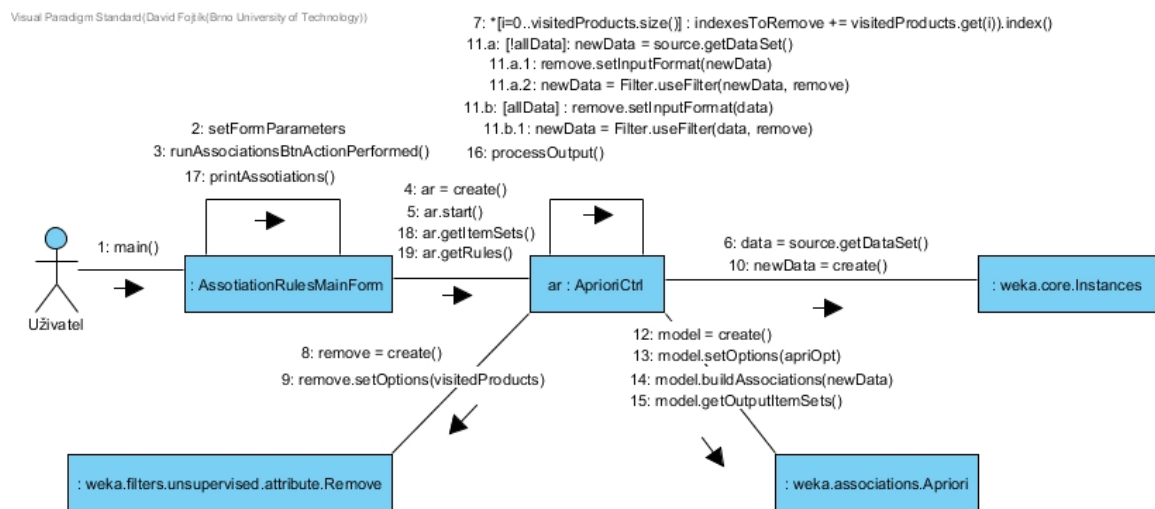 Visual Paradigm Standard(David Fojtík(Brno University of Technology))
7: *[i=0..visitedProducts.size()] : indexesToRemove += visitedProducts.get(i)).index()
11.a: [!allData]: newData = source.getDataSet()
11.a.1: remove.setInputFormat(newData)
11.a.2: newData = Filter.useFilter(newData, remove)
11.b: [allData] : remove.setInputFormat(data)
11.b.1: newData = Filter.useFilter(data, remove)
16: processOutput()
2: setFormParameters
3: runAssociationsBtnActionPerformed()
17: printAssotiations()
4: ar = create()
5: ar.start()
18: ar.getItemSets()
19: ar.getRules()
1: main()
6: data = source.getDataSet()
10: newData = create()
Uživatel
: AssotiationRulesMainForm
ar : AprioriCtrl
: weka.core.Instances
8: remove = create()
9: remove.setOptions(visitedProducts)
12: model = create()
13: model.setOptions(apriOpt)
14: model.buildAssociations(newData)
15: model.getOutputItemSets()
: weka.filters.unsupervised.attribute.Remove
: weka.associations.Apriori